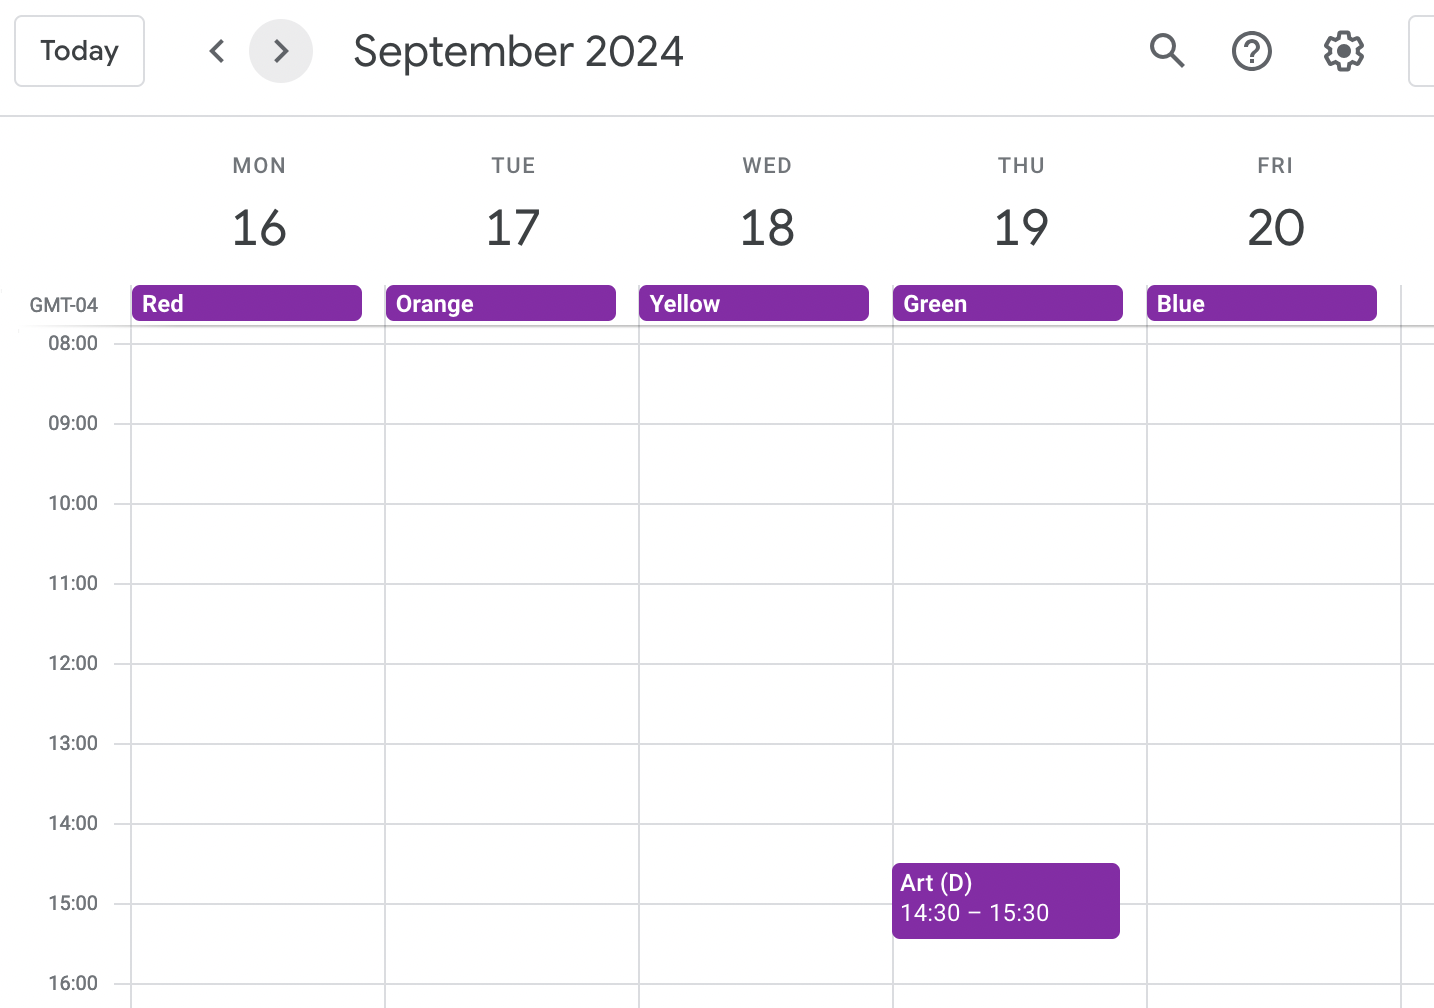 Today
September 2024
MON TUE WED THU FRI
16 17 18 19 20
GMT-04 Red Orange Yellow Green Blue
08:00
09:00
10:00
11:00
12:00
13:00
14:00
Art (D)
15:00 14:30 – 15:30
16:00